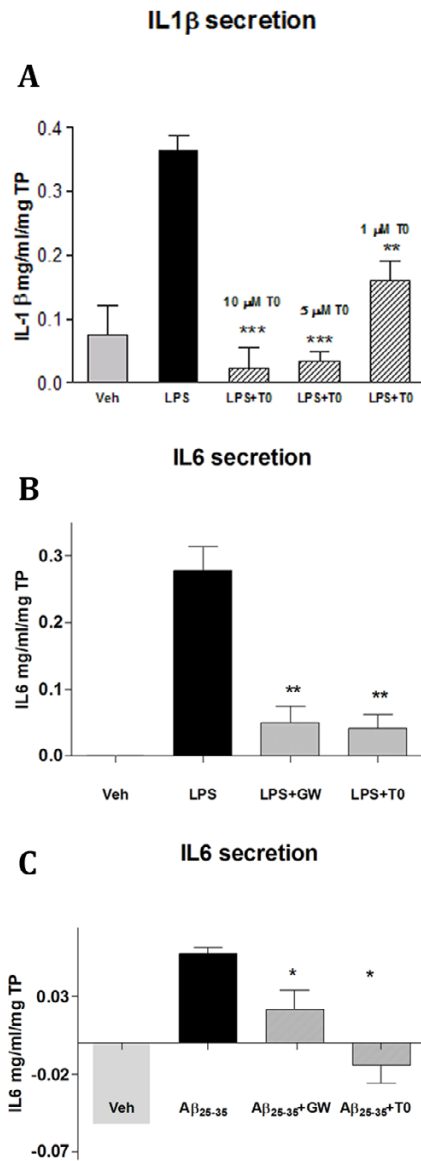 IL1β secretion
A
IL-1 β mg/ml/mg TP
0.4
0.3
0.2
0.1
0.0
10 μM T0
***
5 μM T0
***
1 μM T0
**
Veh LPS LPS+T0 LPS+T0 LPS+T0
IL6 secretion
B
IL6 mg/ml/mg TP
0.3
0.2
0.1
0.0
** **
Veh LPS LPS+GW LPS+T0
IL6 secretion
C
IL6 mg/ml/mg TP
0.03
-0.02
-0.07
* *
Veh Aβ25-35 Aβ25-35+GW Aβ25-35+T0